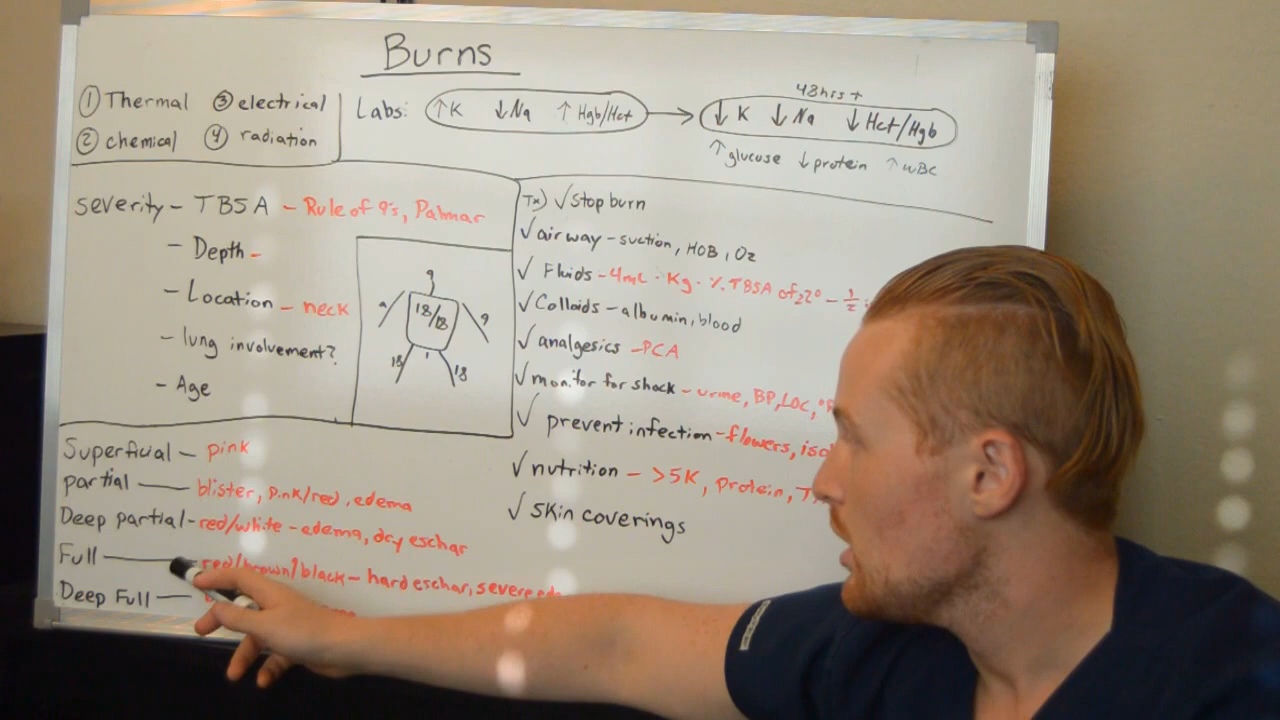 Burns
① Thermal ③ electrical
② chemical ④ radiation
Labs: ↑K ↓Na ↑ Hgb/Hct → ↓ K ↓ Na ↓ Hct/Hgb
48hrs +
↑ glucose ↓ protein ↑ WBC
severity - TBSA - Rule of 9's, Palmar
- Depth -
- Location - neck
- lung involvement?
- Age
9
9 18/18 9
1
18 18
Tx) √ stop burn
√ airway - suction, HOB, O2
√ Fluids - 4mL · Kg · % TBSA of ≥2° - 1/2
√ Colloids - albumin, blood
√ analgesics - PCA
√ monitor for shock - urine, BP, LOC,
√ prevent infection - flowers,
√ nutrition - >5K, Protein,
√ skin coverings
Superficial - pink
partial - blister, pink/red, edema
Deep partial - red/white - edema, dry eschar
Full - red/brown/black - hard eschar, severe
Deep Full -